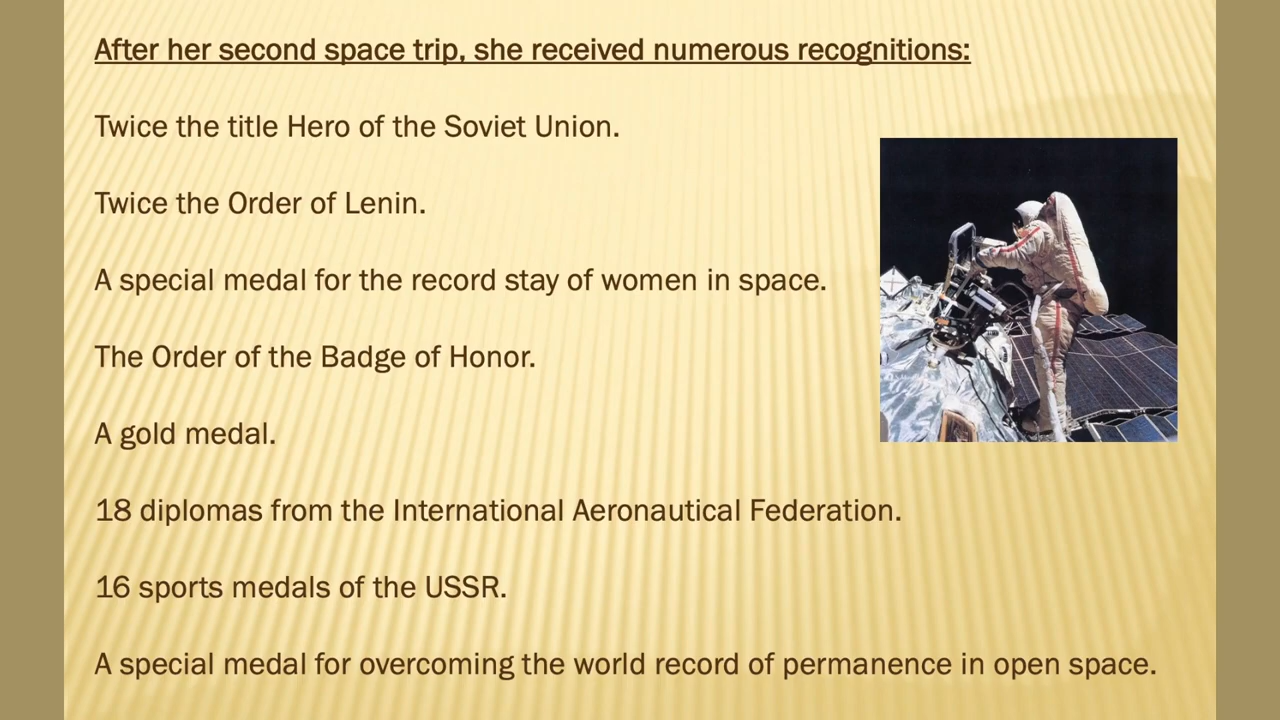 After her second space trip, she received numerous recognitions:
Twice the title Hero of the Soviet Union.
Twice the Order of Lenin.
A special medal for the record stay of women in space.
The Order of the Badge of Honor.
A gold medal.
18 diplomas from the International Aeronautical Federation.
16 sports medals of the USSR.
A special medal for overcoming the world record of permanence in open space.